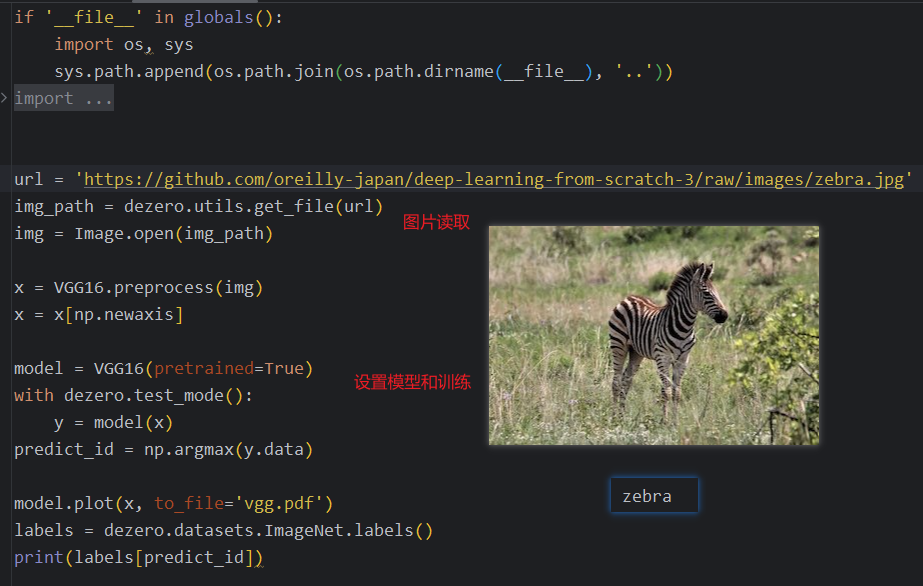 if '__file__' in globals():
    import os, sys
    sys.path.append(os.path.join(os.path.dirname(__file__), '..'))
import ...
url = 'https://github.com/oreilly-japan/deep-learning-from-scratch-3/raw/images/zebra.jpg'
img_path = dezero.utils.get_file(url)
图片读取
img = Image.open(img_path)
x = VGG16.preprocess(img)
x = x[np.newaxis]
model = VGG16(pretrained=True)
设置模型和训练
with dezero.test_mode():
    y = model(x)
predict_id = np.argmax(y.data)
model.plot(x, to_file='vgg.pdf')
zebra
labels = dezero.datasets.ImageNet.labels()
print(labels[predict_id])